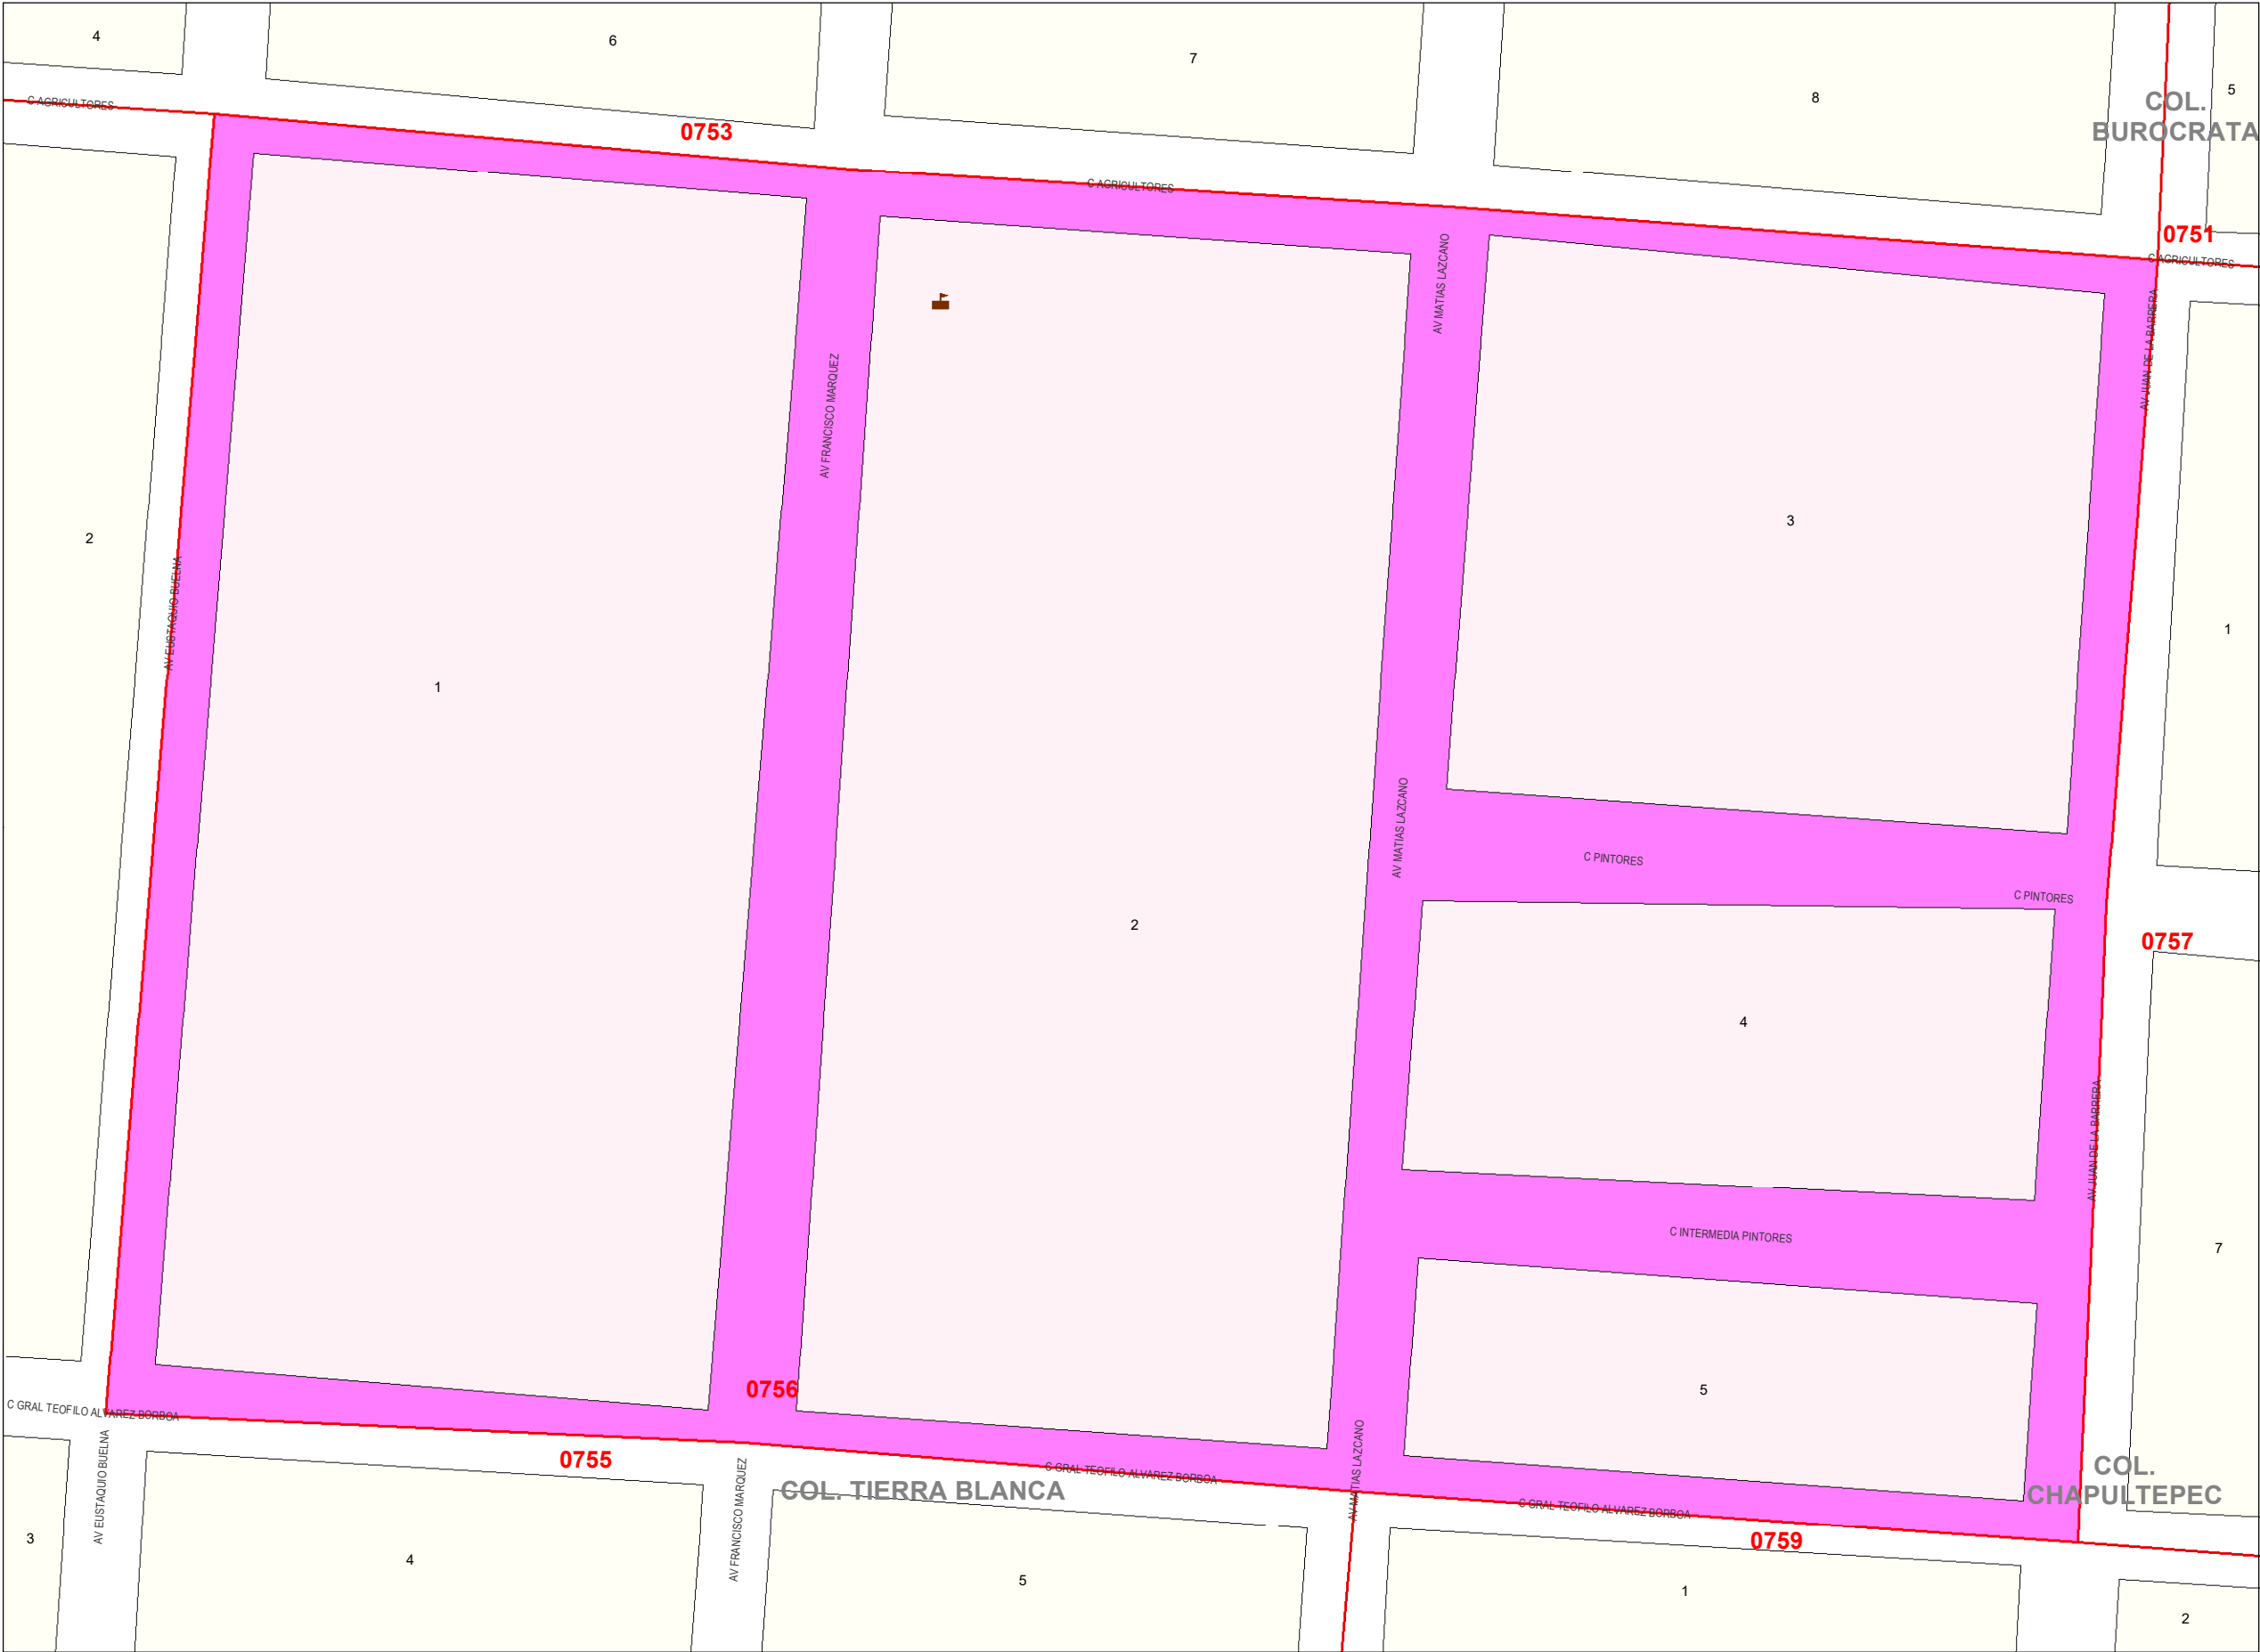 4
6
7
8
5
COL.
BUROCRATA
C AGRICULTORES
0753
C AGRICULTORES
0751
C AGRICULTORES
AV MATIAS LAZCANO
AV JUAN DE LA BARRERA
AV FRANCISCO MARQUEZ
3
2
AV EUSTAQUIO BUELNA
1
1
AV MATIAS LAZCANO
C PINTORES
C PINTORES
2
0757
4
AV JUAN DE LA BARRERA
C INTERMEDIA PINTORES
7
0756
5
C GRAL TEOFILO ALVAREZ BORBOA
AV EUSTAQUIO BUELNA
0755
AV FRANCISCO MARQUEZ
C GRAL TEOFILO ALVAREZ BORBOA
COL. TIERRA BLANCA
AV MATIAS LAZCANO
C GRAL TEOFILO ALVAREZ BORBOA
COL.
CHAPULTEPEC
0759
3
4
5
1
2